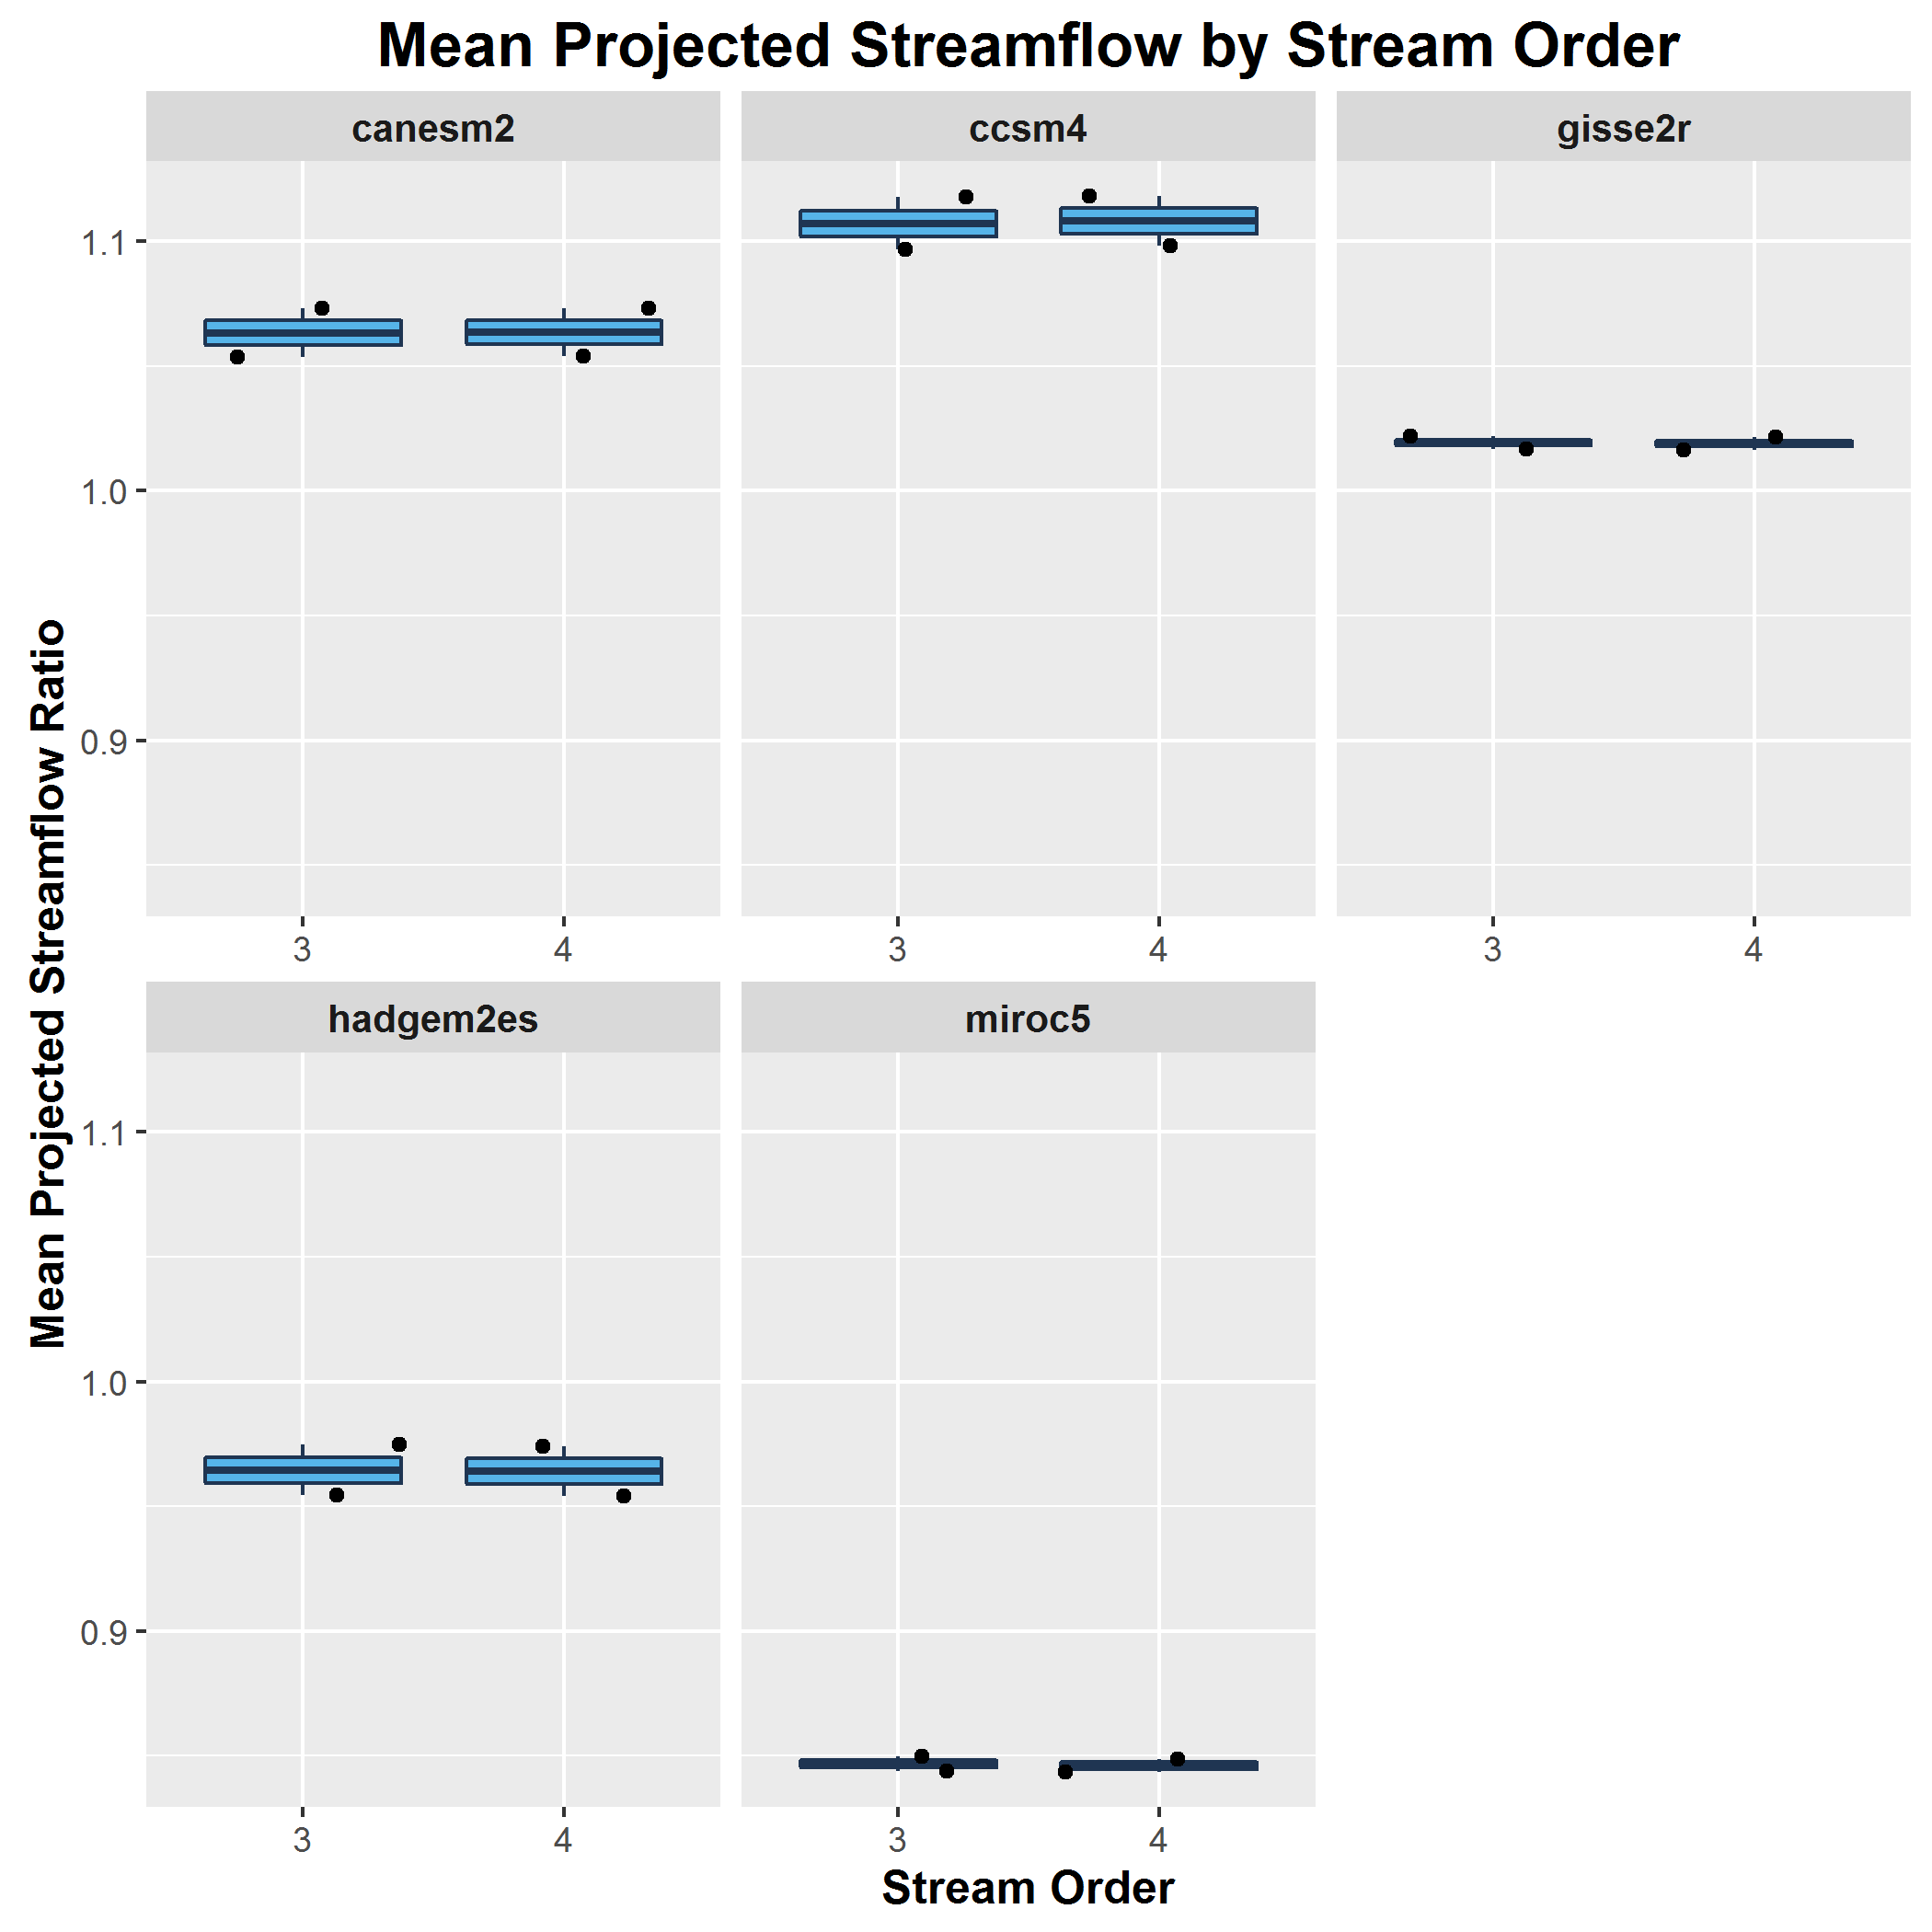 Mean Projected Streamflow by Stream Order
canesm2
ccsm4
gisse2r
1.1
1.0
0.9
3
4
3
4
3
4
Mean Projected Streamflow Ratio
hadgem2es
miroc5
1.1
1.0
0.9
3
4
3
4
Stream Order